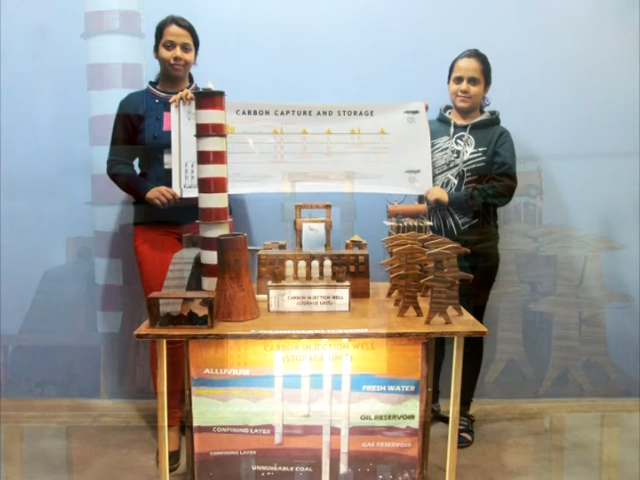 CARBON CAPTURE AND STORAGE
CARBON INJECTION WELL
(STORAGE UNIT)
CARBON INJECTION WELL
(STORAGE UNIT)
ALLUVIUM
FRESH WATER
OIL RESERVOIR
CONFINING LAYER
GAS RESERVOIR
CONFINING LAYER
UNMINEABLE COAL